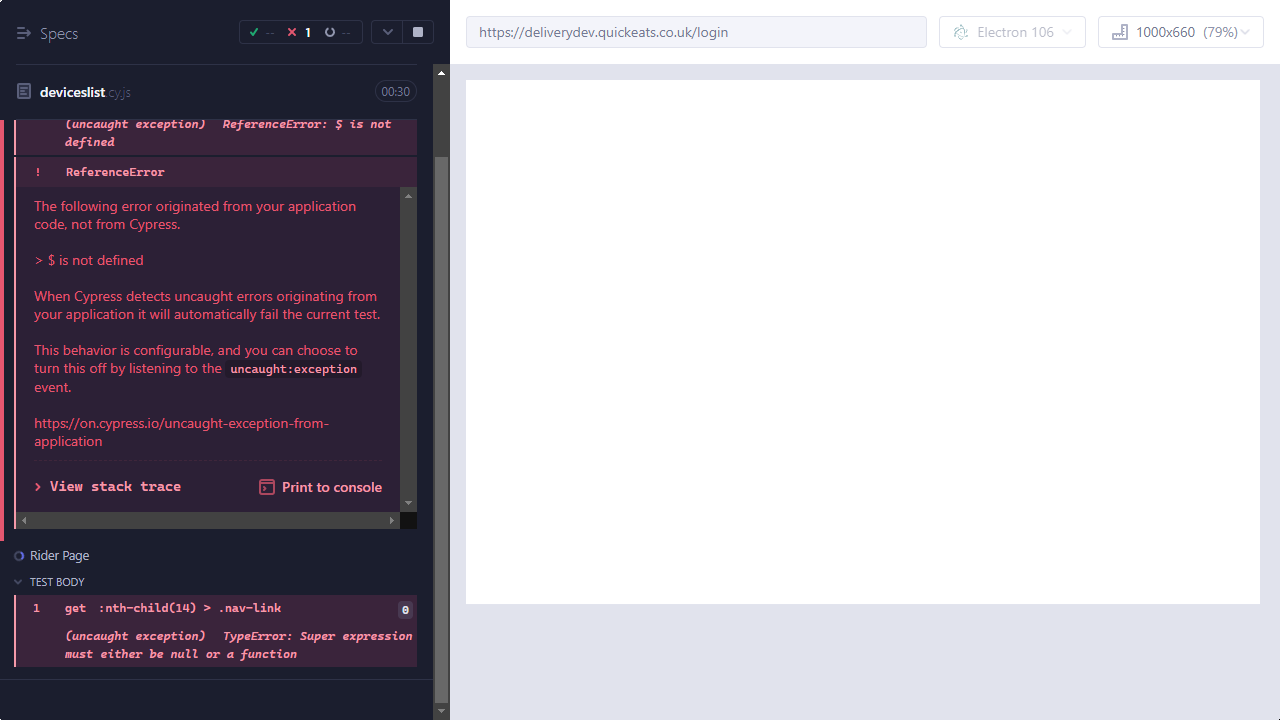 Specs
-- 1 --
https://deliverydev.quickeats.co.uk/login
Electron 106
1000x660 (79%)
deviceslist.cy.js
00:30
(uncaught exception) ReferenceError: $ is not
defined
! ReferenceError
The following error originated from your application
code, not from Cypress.
> $ is not defined
When Cypress detects uncaught errors originating from
your application it will automatically fail the current test.
This behavior is configurable, and you can choose to
turn this off by listening to the uncaught:exception
event.
https://on.cypress.io/uncaught-exception-from-
application
View stack trace
Print to console
Rider Page
TEST BODY
1 get :nth-child(14) > .nav-link 0
(uncaught exception) TypeError: Super expression
must either be null or a function